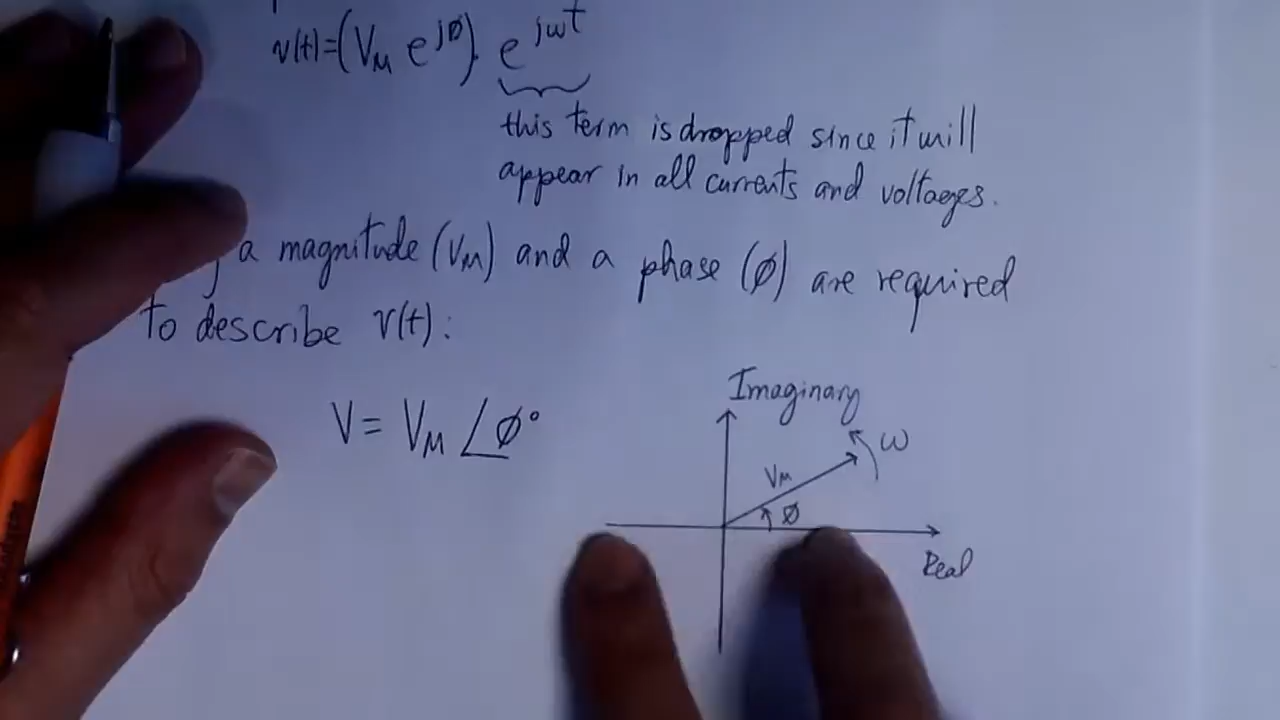 v(t)=(V_M e^{jø}). e^{jωt}
this term is dropped since it will
appear in all currents and voltages.
a magnitude (V_M) and a phase (ø) are required
to describe v(t):
V = V_M ∠ø°
Imaginary
ω
V_M
ø
Real